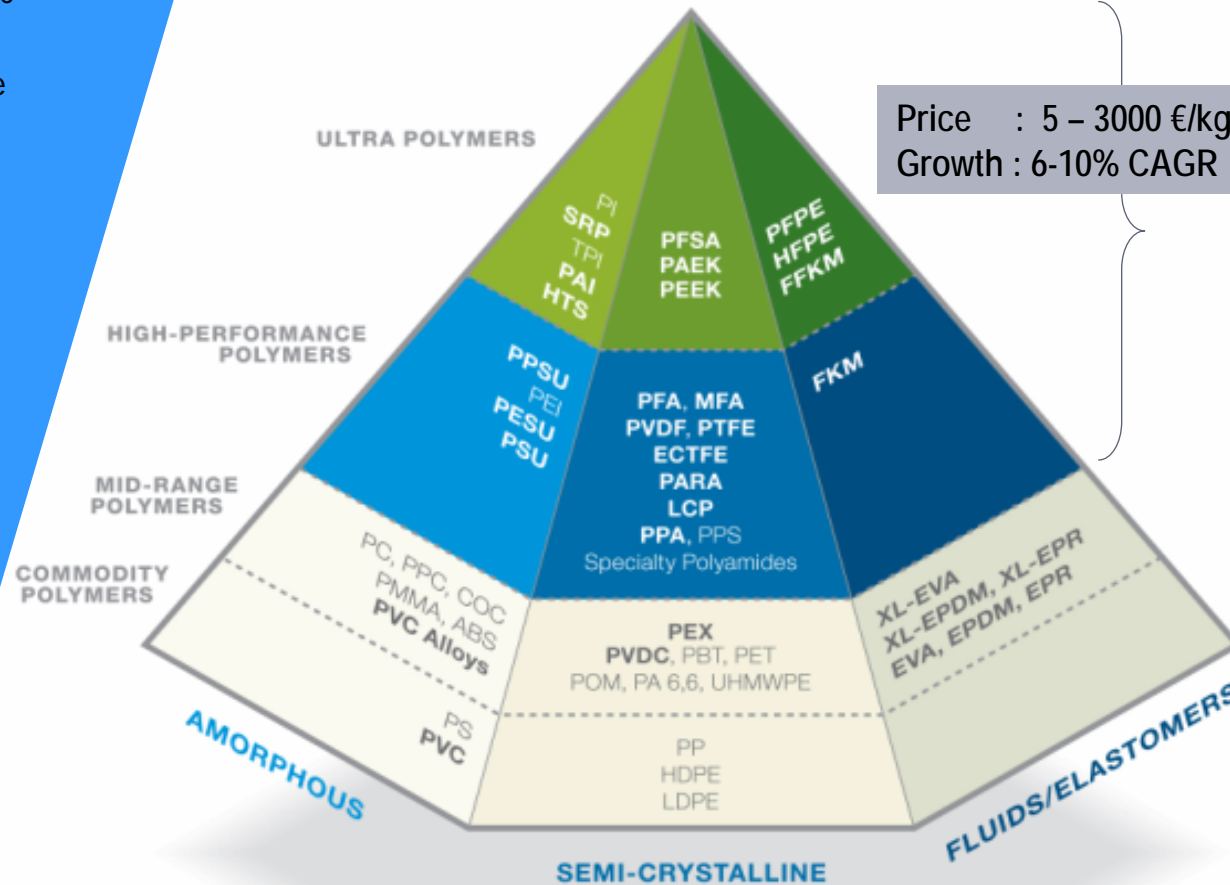 Price : 5 – 3000 €/kg
Growth : 6-10% CAGR
ULTRA POLYMERS
PI
SRP
TPI
PAI
HTS
PFSA
PAEK
PEEK
PFPE
HFPE
FFKM
HIGH-PERFORMANCE
POLYMERS
PPSU
PEI
PESU
PSU
PFA, MFA
PVDF, PTFE
ECTFE
PARA
LCP
PPA, PPS
Specialty Polyamides
FKM
MID-RANGE
POLYMERS
PC, PPC, COC
PMMA, ABS
PVC Alloys
PEX
PVDC, PBT, PET
POM, PA 6,6, UHMWPE
XL-EVA
XL-EPDM, XL-EPR
EVA, EPDM, EPR
COMMODITY
POLYMERS
PS
PVC
PP
HDPE
LDPE
AMORPHOUS
SEMI-CRYSTALLINE
FLUIDS/ELASTOMERS